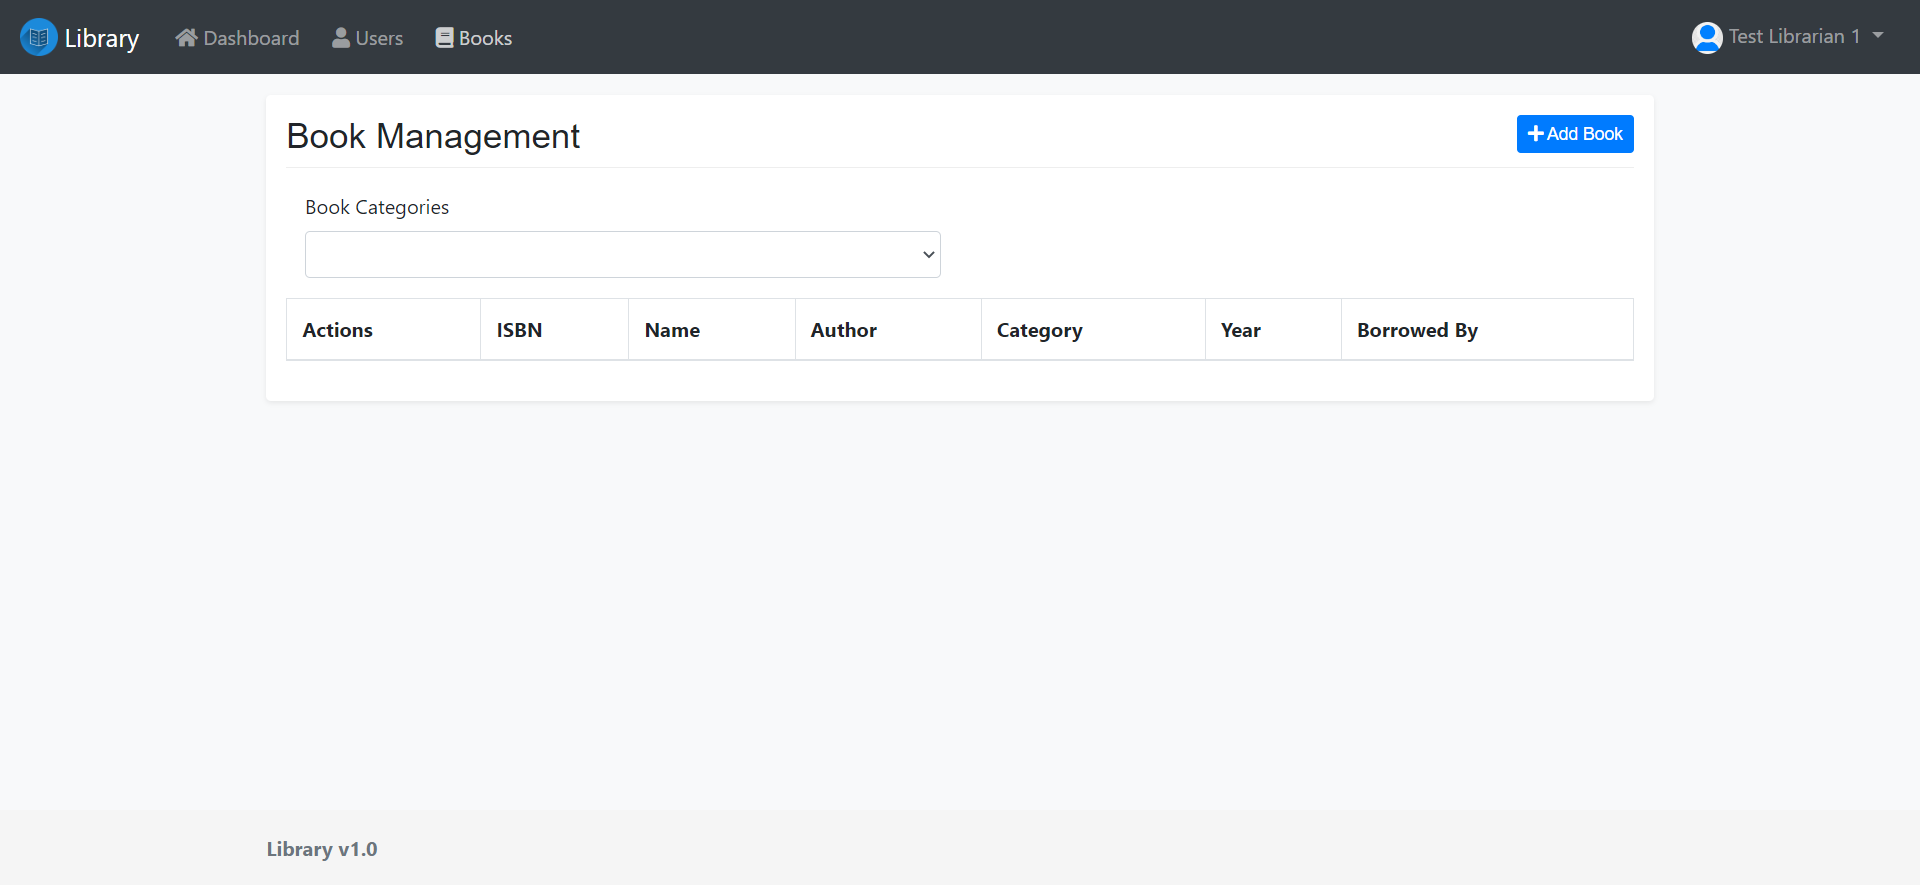 Library Dashboard Users Books Test Librarian 1
Book Management
Add Book
Book Categories
Actions ISBN Name Author Category Year Borrowed By
Library v1.0